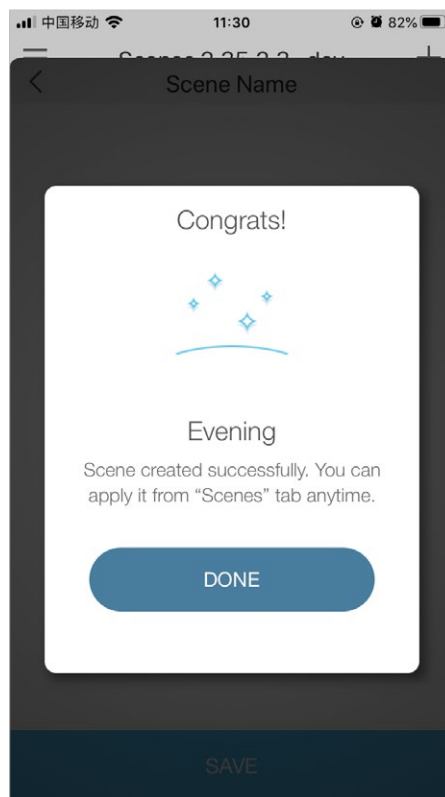 中国移动 11:30 82%
Scene Name
Congrats!
Evening
Scene created successfully. You can
apply it from “Scenes” tab anytime.
DONE
SAVE